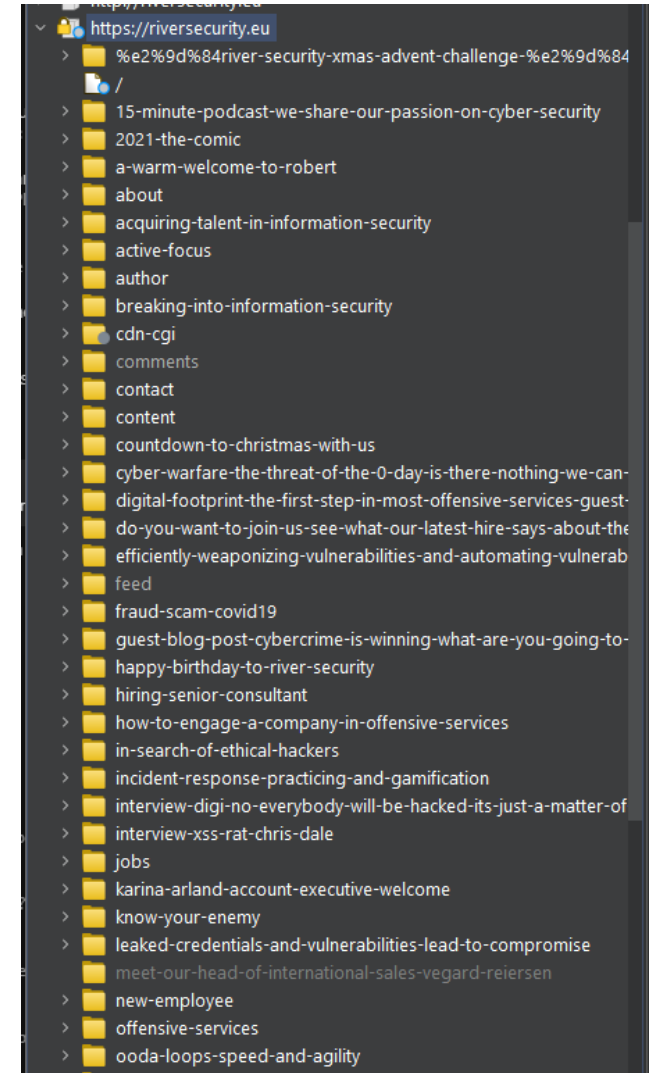 https://riversecurity.eu
%e2%9d%84river-security-xmas-advent-challenge-%e2%9d%84
/
15-minute-podcast-we-share-our-passion-on-cyber-security
2021-the-comic
a-warm-welcome-to-robert
about
acquiring-talent-in-information-security
active-focus
author
breaking-into-information-security
cdn-cgi
comments
contact
content
countdown-to-christmas-with-us
cyber-warfare-the-threat-of-the-0-day-is-there-nothing-we-can-
digital-footprint-the-first-step-in-most-offensive-services-guest-
do-you-want-to-join-us-see-what-our-latest-hire-says-about-the
efficiently-weaponizing-vulnerabilities-and-automating-vulnerab
feed
fraud-scam-covid19
guest-blog-post-cybercrime-is-winning-what-are-you-going-to-
happy-birthday-to-river-security
hiring-senior-consultant
how-to-engage-a-company-in-offensive-services
in-search-of-ethical-hackers
incident-response-practicing-and-gamification
interview-digi-no-everybody-will-be-hacked-its-just-a-matter-of
interview-xss-rat-chris-dale
jobs
karina-arland-account-executive-welcome
know-your-enemy
leaked-credentials-and-vulnerabilities-lead-to-compromise
meet-our-head-of-international-sales-vegard-reiersen
new-employee
offensive-services
ooda-loops-speed-and-agility